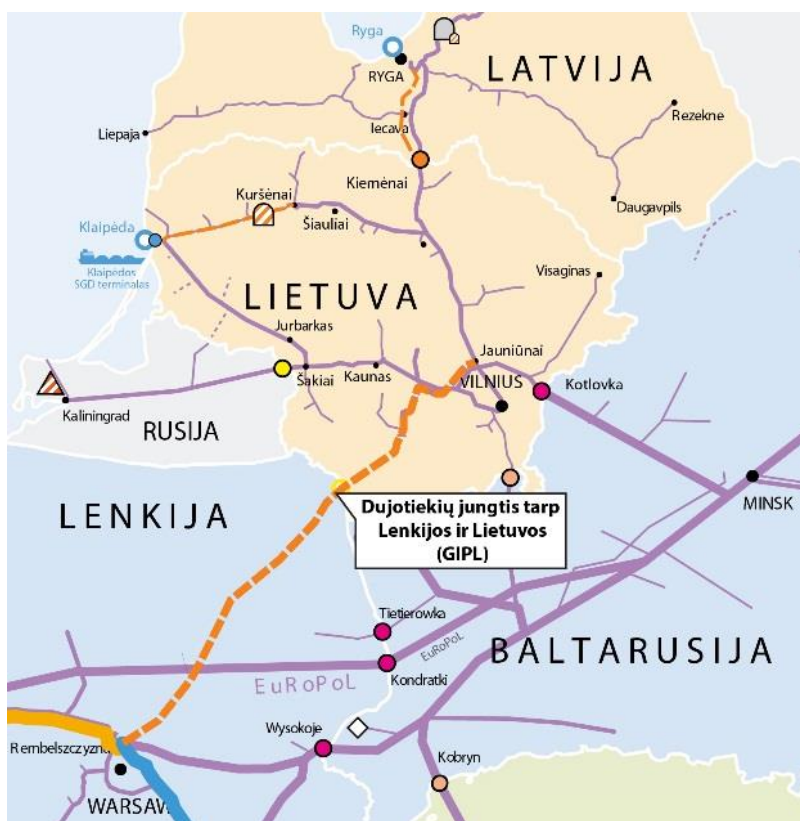 Ryga
RYGA
LATVIJA
Iecava
Rezekne
Liepaja
Kiemėnai
Kuršėnai
Daugavpils
Šiauliai
Klaipėda
Klaipėdos
SGD terminalas
Visaginas
LIETUVA
Jurbarkas
Jauniūnai
Šakiai
Kaunas
VILNIUS
Kotlovka
Kaliningrad
RUSIJA
MINSK
LENKIJA
Dujotiekių jungtis tarp
Lenkijos ir Lietuvos
(GIPL)
Tietierowka
EuRoPoL
BALTARUSIJA
EuRoPoL
Kondratki
Wysokoje
Rembelszczyzna
Kobryn
WARSAW